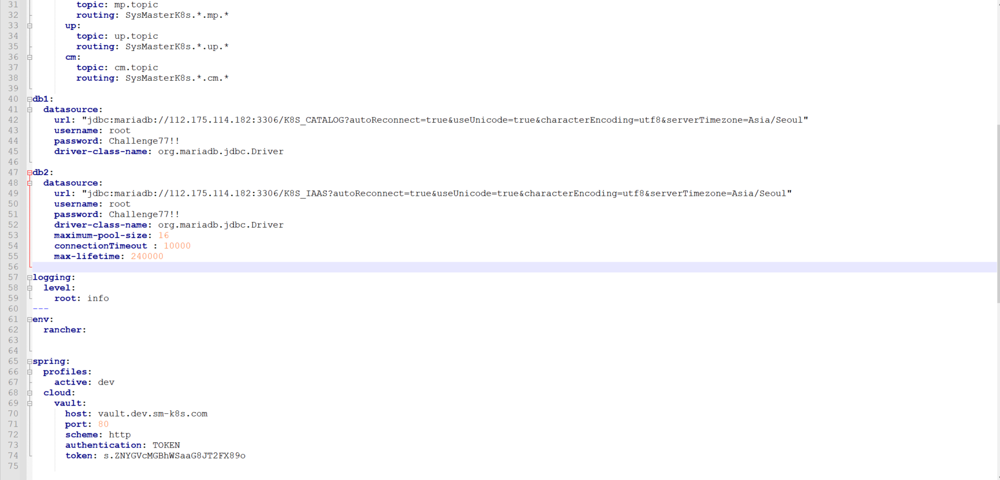 31 topic: mp.topic
32 routing: SysMasterK8s.*.mp.*
33 up:
34 topic: up.topic
35 routing: SysMasterK8s.*.up.*
36 cm:
37 topic: cm.topic
38 routing: SysMasterK8s.*.cm.*
39
40 db1:
41 datasource:
42 url: "jdbc:mariadb://112.175.114.182:3306/K8S_CATALOG?autoReconnect=true&useUnicode=true&characterEncoding=utf8&serverTimezone=Asia/Seoul"
43 username: root
44 password: Challenge77!!
45 driver-class-name: org.mariadb.jdbc.Driver
46
47 db2:
48 datasource:
49 url: "jdbc:mariadb://112.175.114.182:3306/K8S_IAAS?autoReconnect=true&useUnicode=true&characterEncoding=utf8&serverTimezone=Asia/Seoul"
50 username: root
51 password: Challenge77!!
52 driver-class-name: org.mariadb.jdbc.Driver
53 maximum-pool-size: 16
54 connectionTimeout : 10000
55 max-lifetime: 240000
56
57 logging:
58 level:
59 root: info
60 ---
61 env:
62 rancher:
63
64
65 spring:
66 profiles:
67 active: dev
68 cloud:
69 vault:
70 host: vault.dev.sm-k8s.com
71 port: 80
72 scheme: http
73 authentication: TOKEN
74 token: s.ZNYGVcMGBhWSaaG8JT2FX89o
75